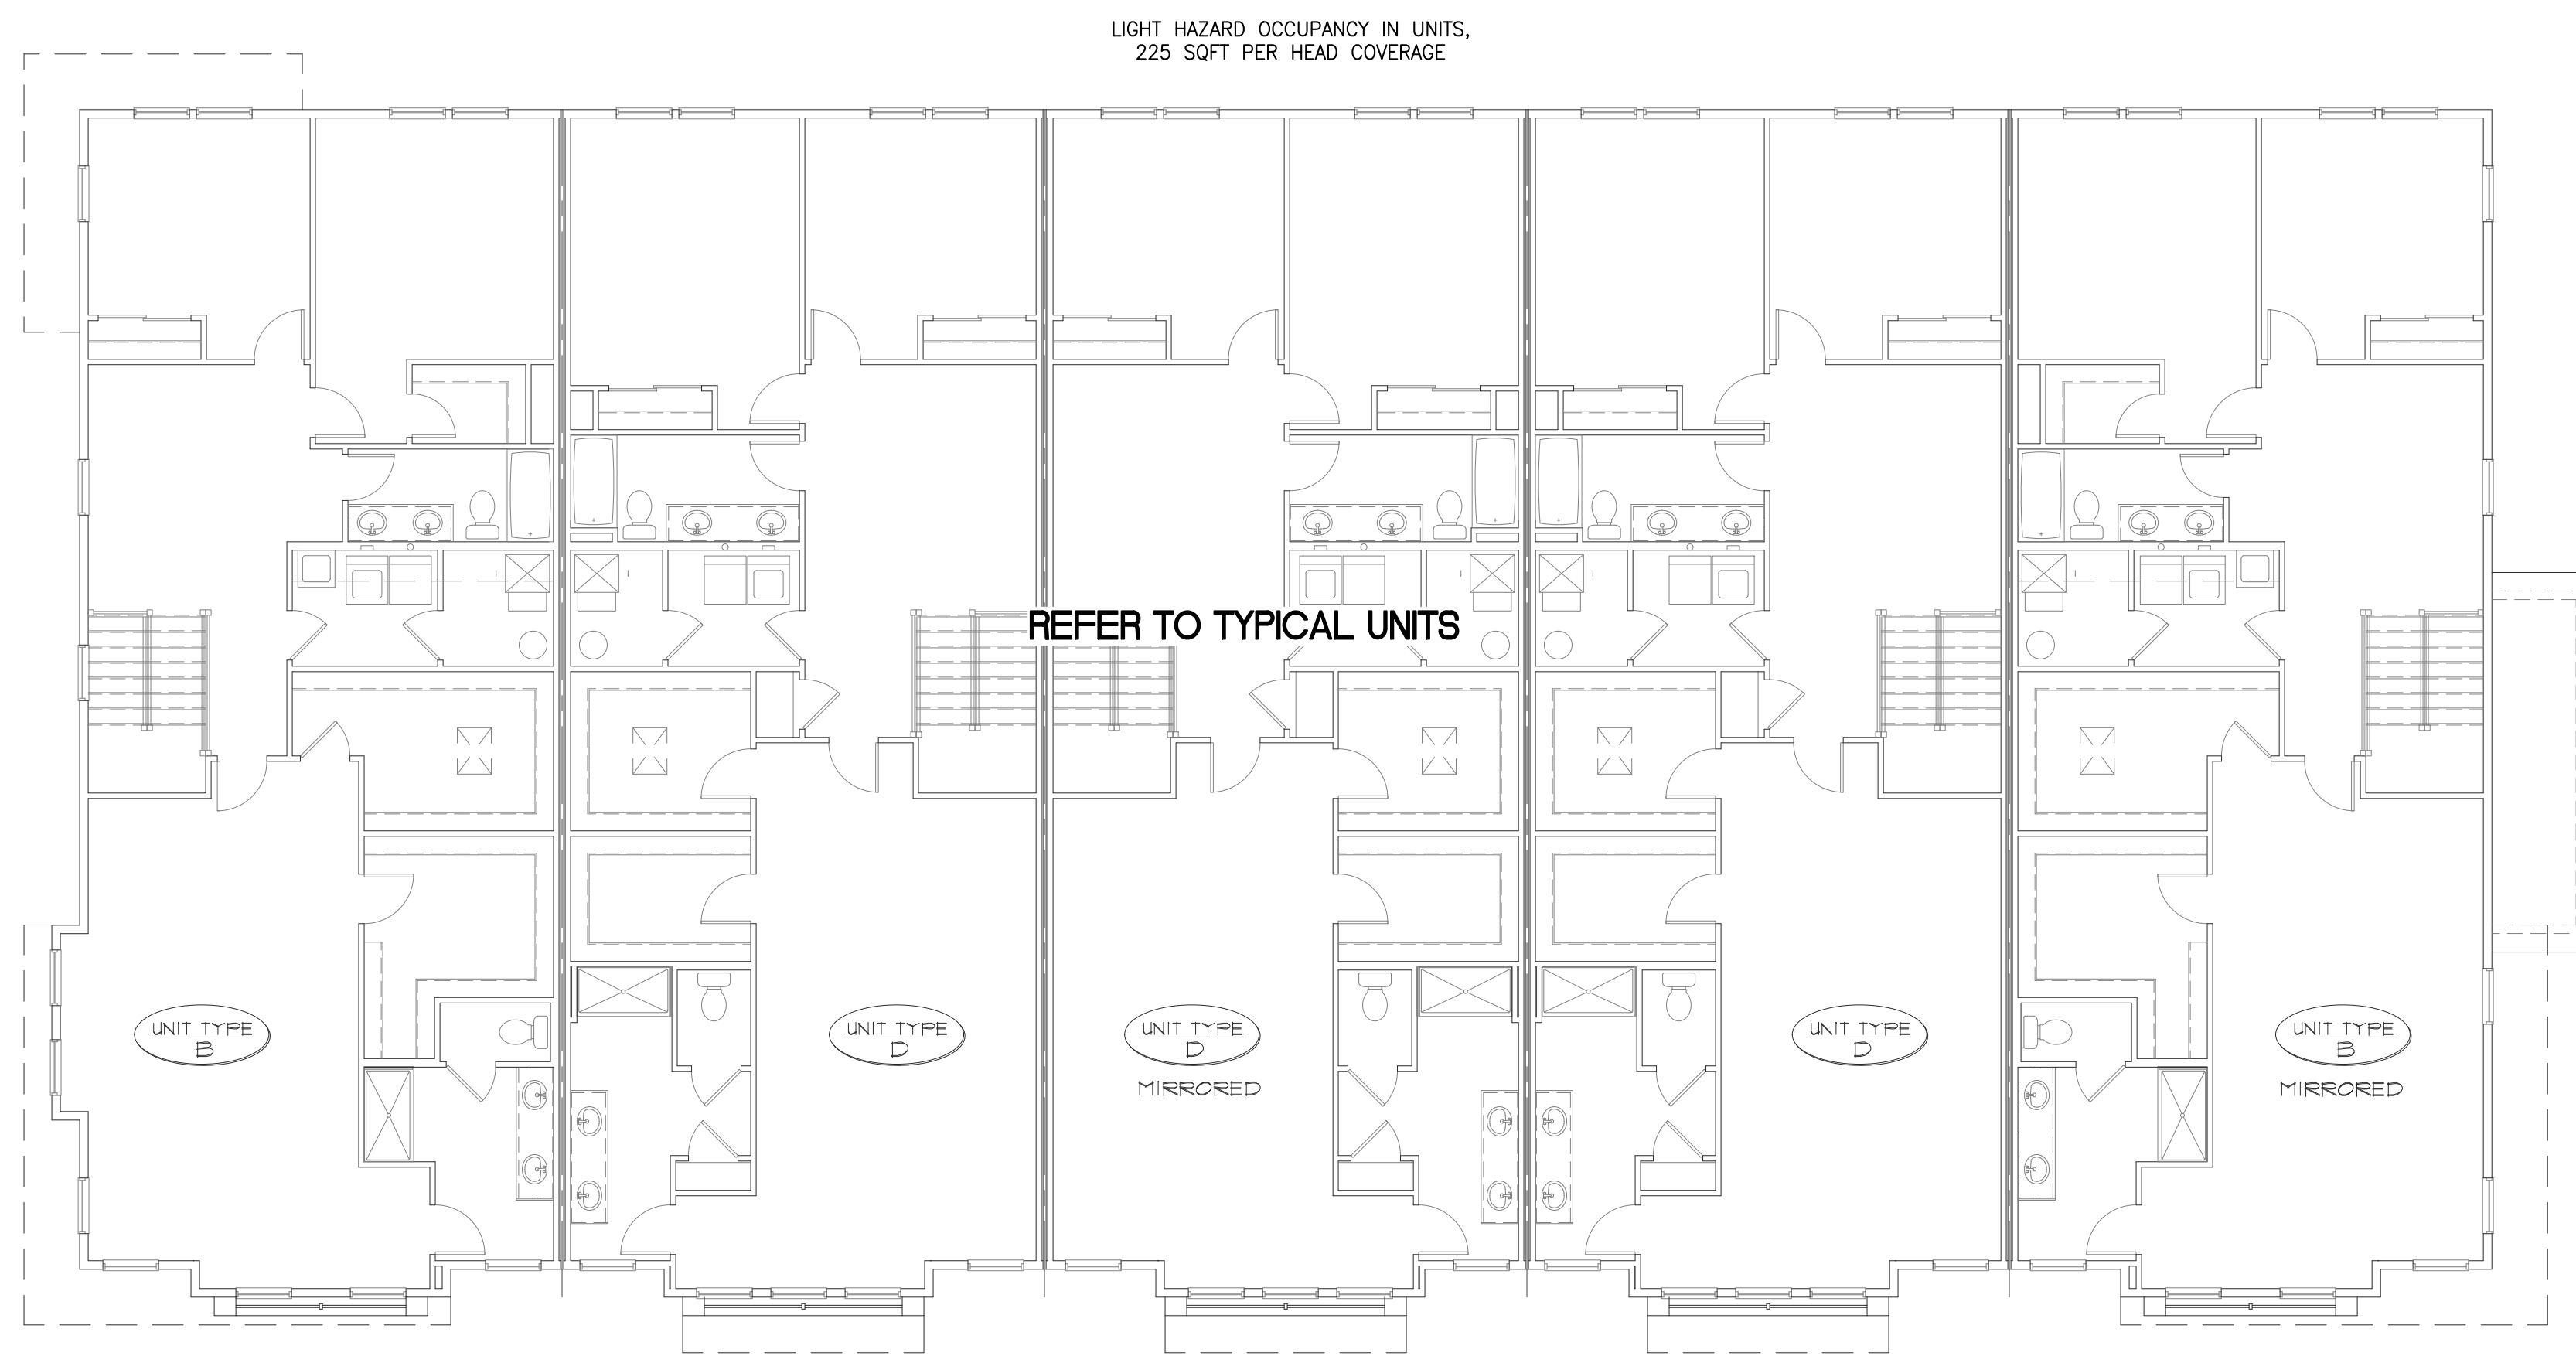 LIGHT HAZARD OCCUPANCY IN UNITS,
225 SQFT PER HEAD COVERAGE
REFER TO TYPICAL UNITS
UNIT TYPE
B
UNIT TYPE
D
UNIT TYPE
D
MIRRORED
UNIT TYPE
D
UNIT TYPE
B
MIRRORED